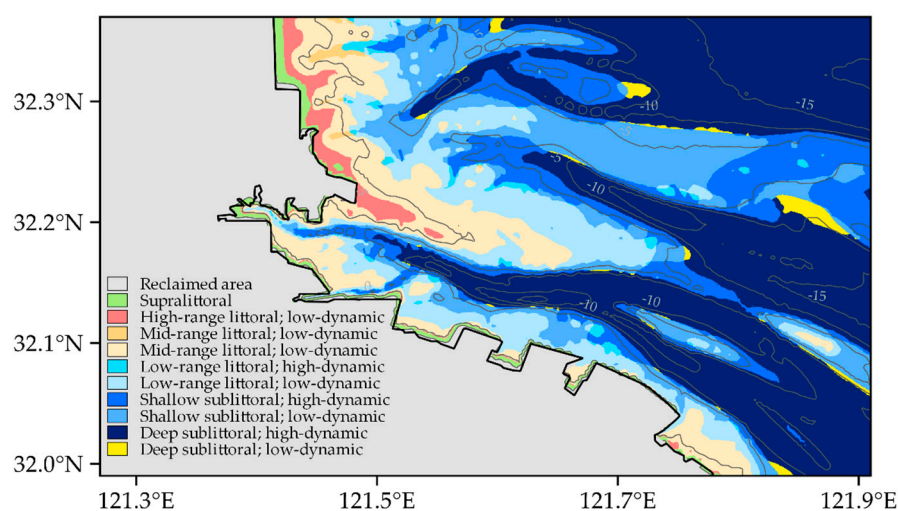 32.3°N
32.2°N
32.1°N
32.0°N
121.3°E
121.5°E
121.7°E
121.9°E
Reclaimed area
Supralittoral
High-range littoral; low-dynamic
Mid-range littoral; low-dynamic
Mid-range littoral; low-dynamic
Low-range littoral; high-dynamic
Low-range littoral; low-dynamic
Shallow sublittoral; high-dynamic
Shallow sublittoral; low-dynamic
Deep sublittoral; high-dynamic
Deep sublittoral; low-dynamic
-5
-10
-15
-5
-5
-10
-15
-10
-10
0